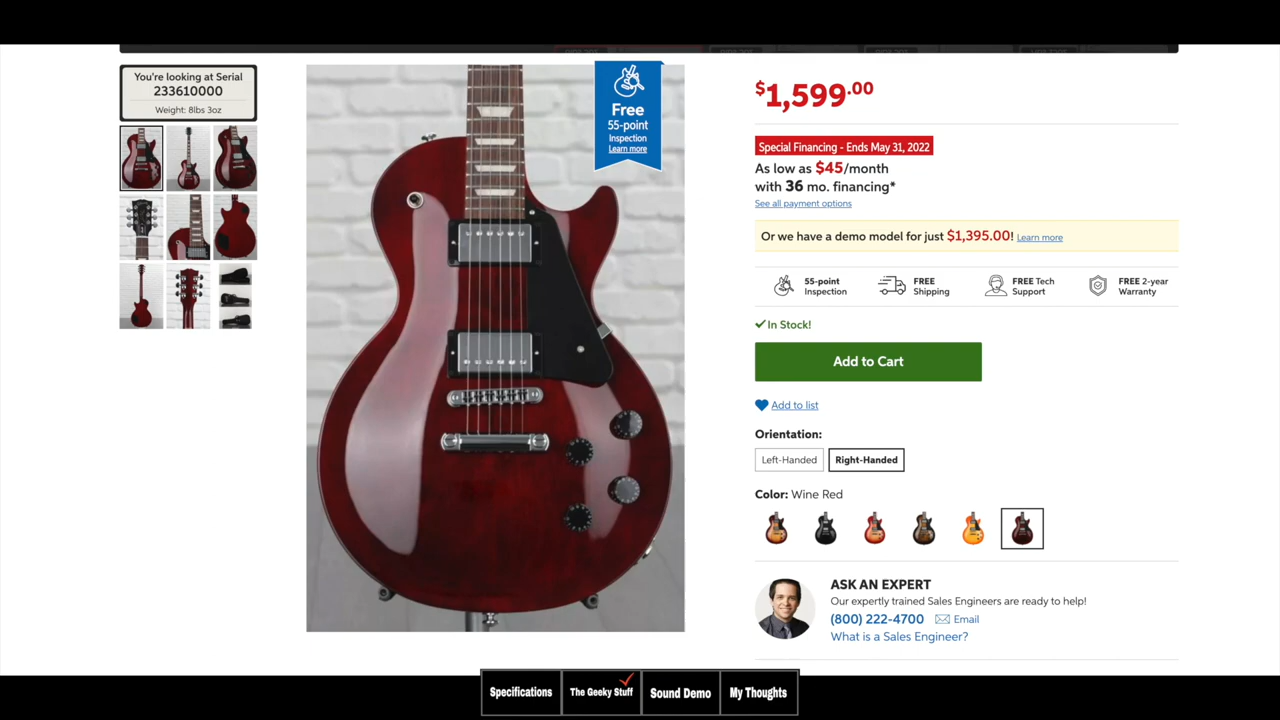 You're looking at Serial
233610000
Weight: 8lbs 3oz
Free
55-point
Inspection
Learn more
$1,599.00
Special Financing - Ends May 31, 2022
As low as $45/month
with 36 mo. financing*
See all payment options
Or we have a demo model for just $1,395.00! Learn more
55-point
Inspection
FREE
Shipping
FREE Tech
Support
FREE 2-year
Warranty
In Stock!
Add to Cart
Add to list
Orientation:
Left-Handed
Right-Handed
Color: Wine Red
ASK AN EXPERT
Our expertly trained Sales Engineers are ready to help!
(800) 222-4700 Email
What is a Sales Engineer?
Specifications
The Geeky Stuff
Sound Demo
My Thoughts